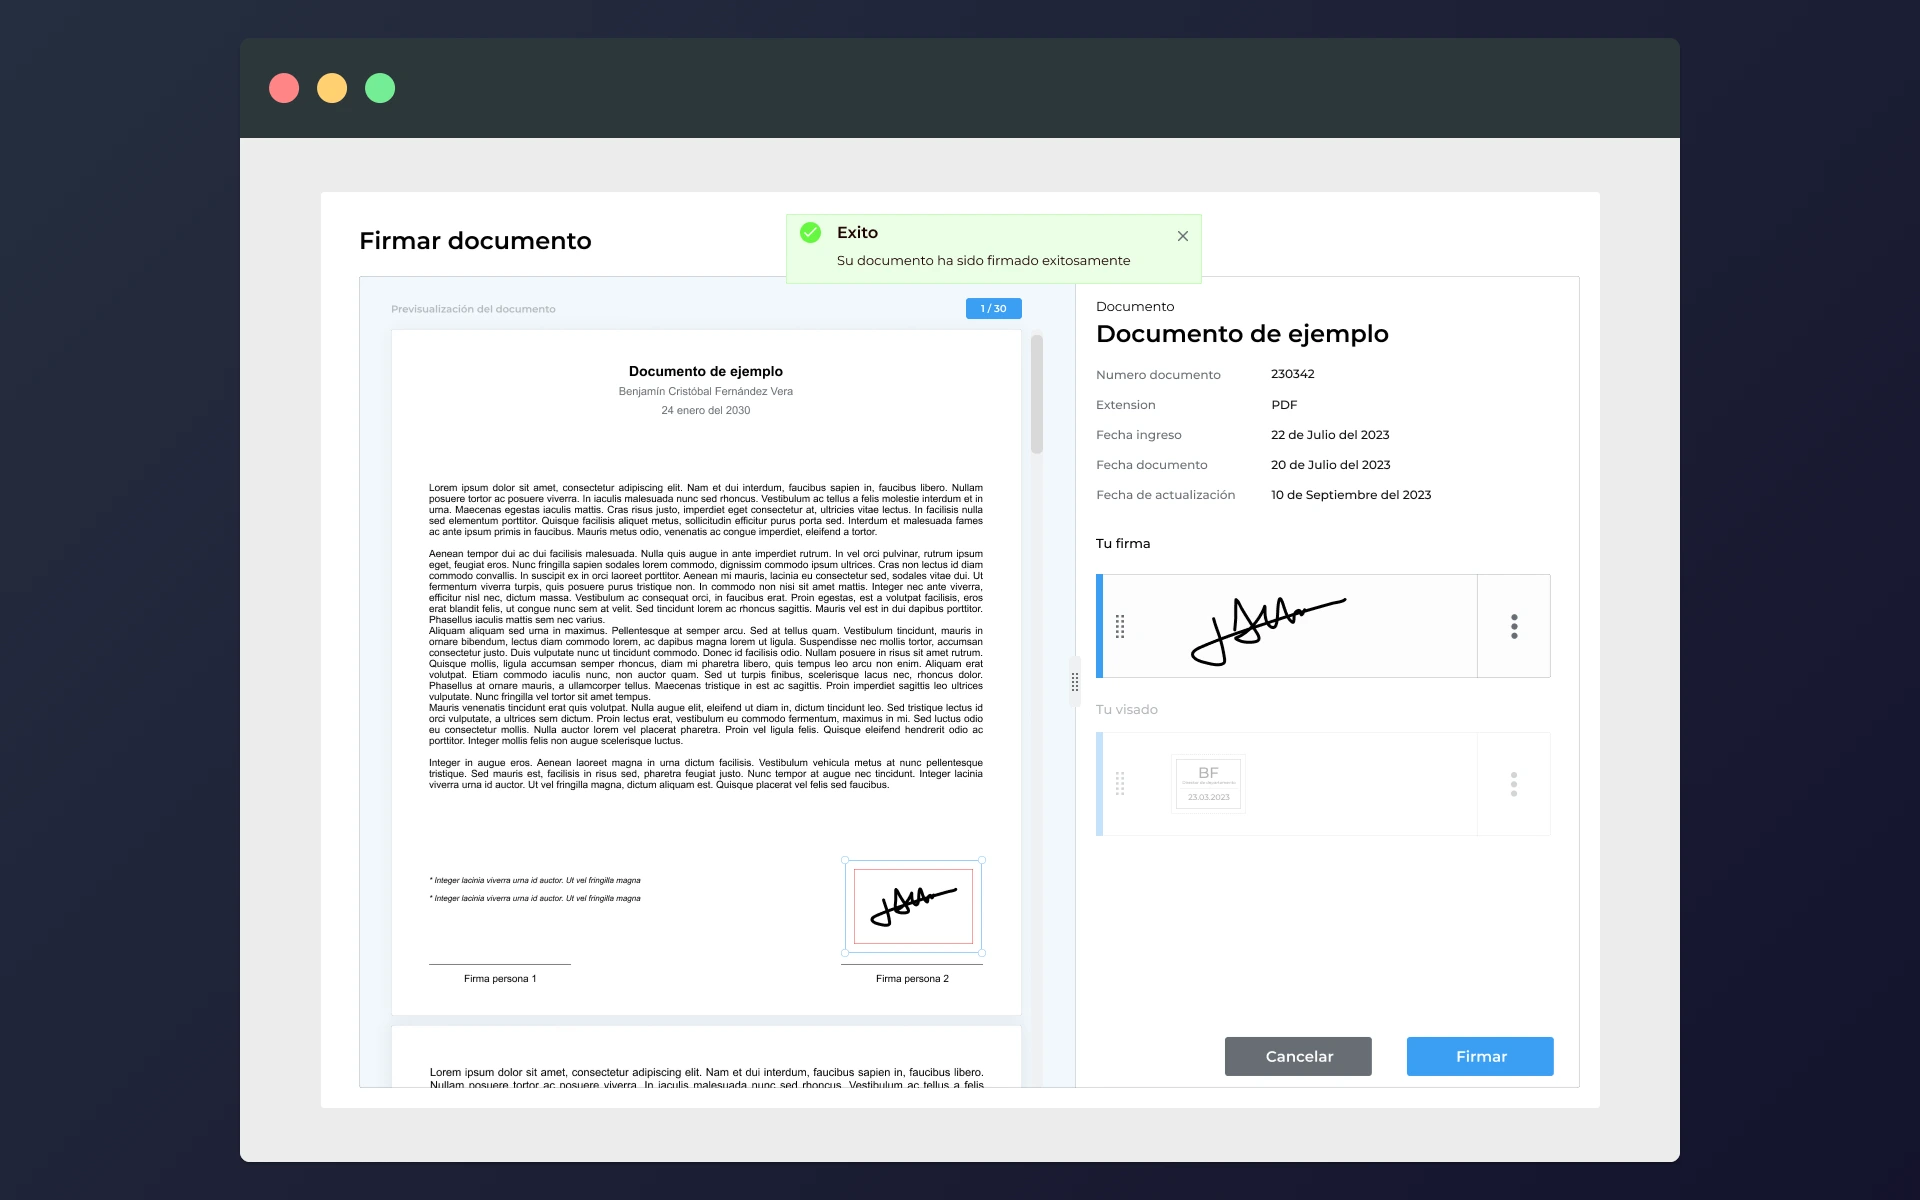 Firmar documento
Exito
Su documento ha sido firmado exitosamente
Previsualización del documento
1 / 30
Documento de ejemplo
Benjamín Cristóbal Fernández Vera
24 enero del 2030
Lorem ipsum dolor sit amet, consectetur adipiscing elit. Nam et dui interdum, faucibus sapien in, faucibus libero. Nullam
posuere tortor ac posuere viverra. In iaculis malesuada nunc sed rhoncus. Vestibulum ac tellus a felis molestie interdum et in
urna. Maecenas egestas iaculis mattis. Cras risus justo, imperdiet eget consectetur at, ultricies vitae lectus. In facilisis nulla
sed elementum porttitor. Quisque facilisis aliquet metus, sollicitudin efficitur purus porta sed. Interdum et malesuada fames
ac ante ipsum primis in faucibus. Mauris metus odio, venenatis ac congue imperdiet, eleifend a tortor.
Aenean tempor dui ac dui facilisis malesuada. Nulla quis augue in ante imperdiet rutrum. In vel orci pulvinar, rutrum ipsum
eget, feugiat eros. Nunc fringilla sapien sodales lorem commodo, dignissim commodo ipsum ultrices. Cras non lectus id diam
commodo convallis. In suscipit ex in orci laoreet porttitor. Aenean mi mauris, lacinia eu consectetur sed, sodales vitae dui. Ut
fermentum viverra turpis, quis posuere purus tristique non. In commodo non nisi sit amet mattis. Integer nec ante viverra,
efficitur nisl nec, dictum massa. Vestibulum ac consequat orci, in faucibus erat. Proin egestas, est a volutpat facilisis, eros
erat blandit felis, ut congue nunc sem at velit. Sed tincidunt lorem ac rhoncus sagittis. Mauris vel est in dui dapibus porttitor.
Phasellus iaculis mattis sem nec varius.
Aliquam aliquam sed urna in maximus. Pellentesque at semper arcu. Sed at tellus quam. Vestibulum tincidunt, mauris in
ornare bibendum, lectus diam commodo lorem, ac dapibus magna lorem ut ligula. Suspendisse nec mollis tortor, accumsan
consectetur justo. Duis vulputate nunc ut tincidunt commodo. Donec id facilisis odio. Nullam posuere in risus sit amet rutrum.
Quisque mollis, ligula accumsan semper rhoncus, diam mi pharetra libero, quis tempus leo arcu non enim. Aliquam erat
volutpat. Etiam commodo iaculis nunc, non auctor quam. Sed ut turpis finibus, scelerisque lacus nec, rhoncus dolor.
Phasellus at ornare mauris, a ullamcorper tellus. Maecenas tristique in est ac sagittis. Proin imperdiet sagittis leo ultrices
vulputate. Nunc fringilla vel tortor sit amet tempus.
Mauris venenatis tincidunt erat quis volutpat. Nulla augue elit, eleifend ut diam in, dictum tincidunt leo. Sed tristique lectus id
orci vulputate, a ultrices sem dictum. Proin lectus erat, vestibulum eu commodo fermentum, maximus in mi. Sed luctus odio
eu consectetur mollis. Nulla auctor lorem vel placerat pharetra. Proin vel ligula felis. Quisque eleifend hendrerit odio ac
porttitor. Integer mollis felis non augue scelerisque luctus.
Integer in augue eros. Aenean laoreet magna in urna dictum facilisis. Vestibulum vehicula metus at nunc pellentesque
tristique. Sed mauris est, facilisis in risus sed, pharetra feugiat justo. Nunc tempor at augue nec tincidunt. Integer lacinia
viverra urna id auctor. Ut vel fringilla magna, dictum aliquam est. Quisque placerat vel felis sed faucibus.
* Integer lacinia viverra urna id auctor. Ut vel fringilla magna
* Integer lacinia viverra urna id auctor. Ut vel fringilla magna
Firma persona 1
Firma persona 2
Lorem ipsum dolor sit amet, consectetur adipiscing elit. Nam et dui interdum, faucibus sapien in, faucibus libero.
Nullam posuere tortor ac posuere viverra. In iaculis malesuada nunc sed rhoncus. Vestibulum ac tellus a felis
Documento
Documento de ejemplo
Numero documento 230342
Extension PDF
Fecha ingreso 22 de Julio del 2023
Fecha documento 20 de Julio del 2023
Fecha de actualización 10 de Septiembre del 2023
Tu firma
Tu visado
BF
23.03.2023
Cancelar
Firmar